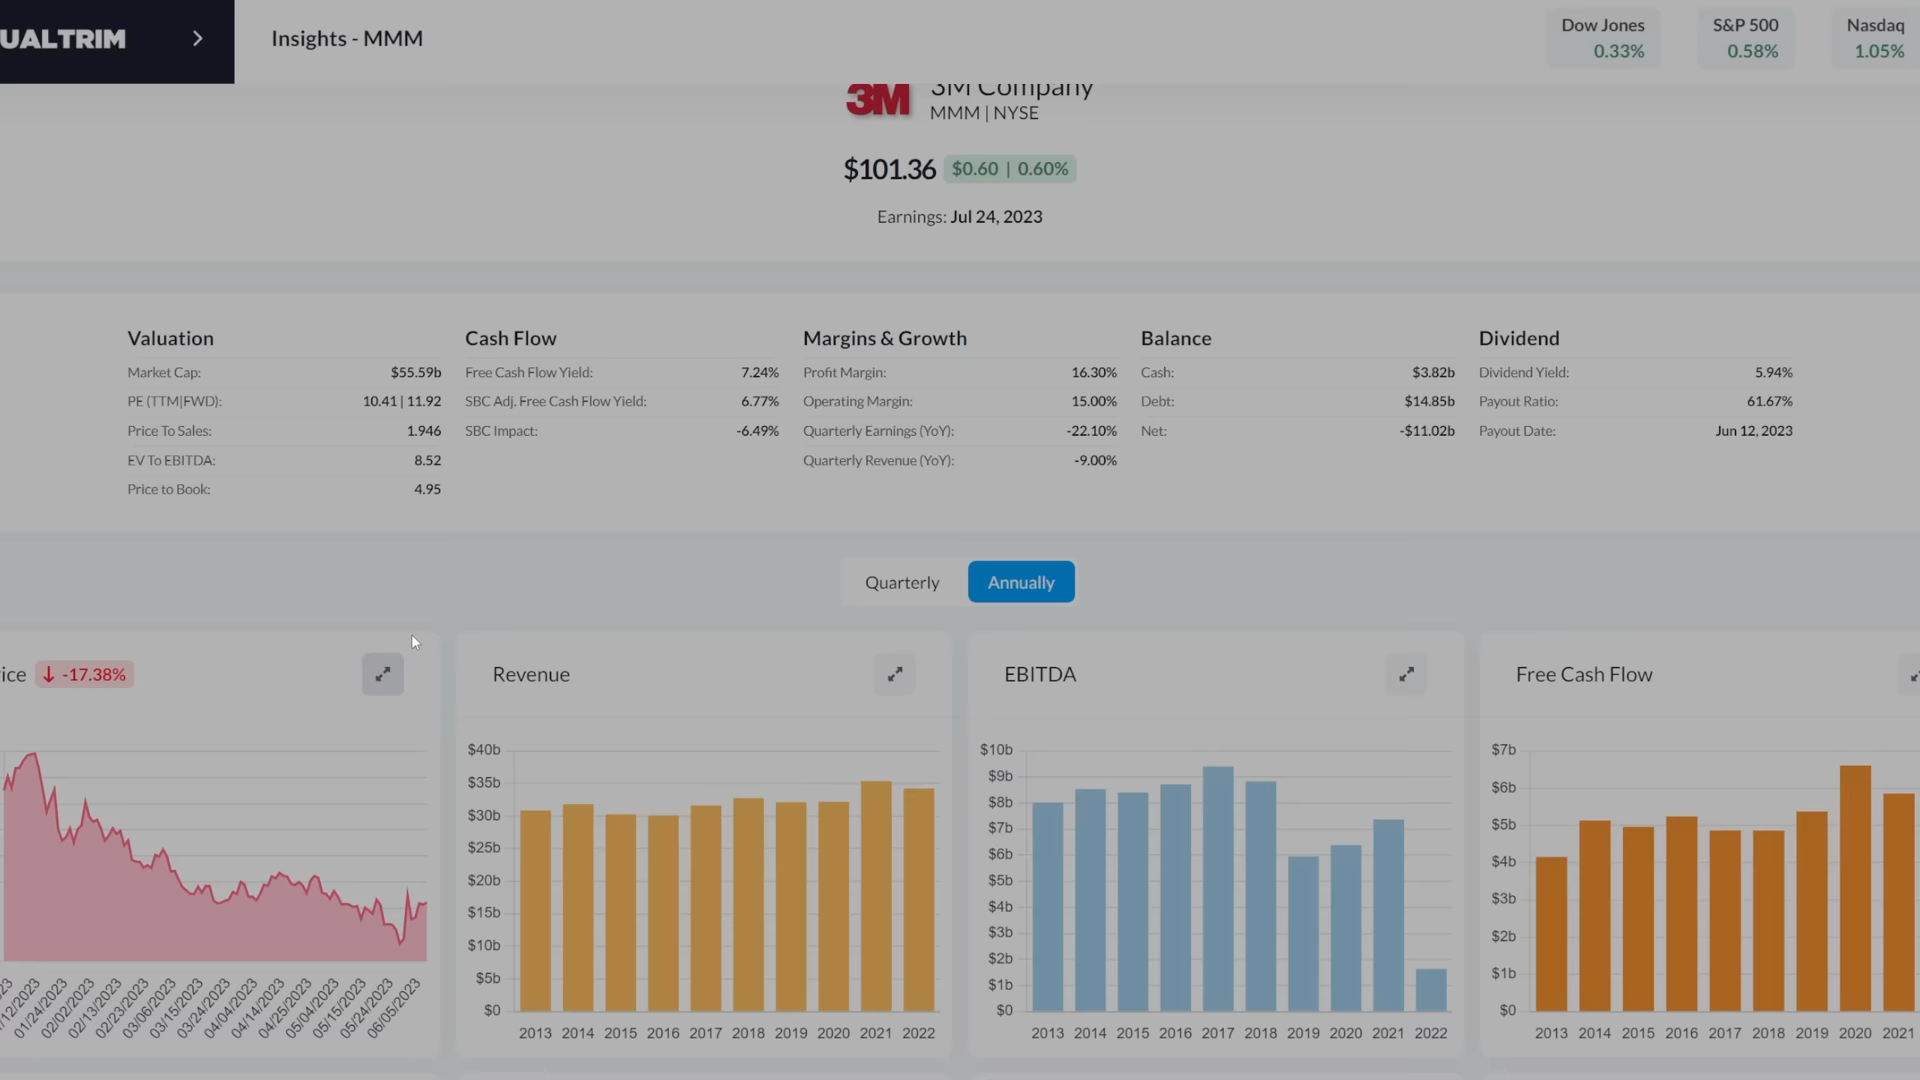 UALTRIM
Insights - MMM
Dow Jones
0.33%
S&P 500
0.58%
Nasdaq
1.05%
3M
3M Company
MMM | NYSE
$101.36 $0.60 | 0.60%
Earnings: Jul 24, 2023
Valuation
Market Cap: $55.59b
PE (TTM|FWD): 10.41 | 11.92
Price To Sales: 1.946
EV To EBITDA: 8.52
Price to Book: 4.95
Cash Flow
Free Cash Flow Yield: 7.24%
SBC Adj. Free Cash Flow Yield: 6.77%
SBC Impact: -6.49%
Margins & Growth
Profit Margin: 16.30%
Operating Margin: 15.00%
Quarterly Earnings (YoY): -22.10%
Quarterly Revenue (YoY): -9.00%
Balance
Cash: $3.82b
Debt: $14.85b
Net: -$11.02b
Dividend
Dividend Yield: 5.94%
Payout Ratio: 61.67%
Payout Date: Jun 12, 2023
Quarterly Annually
ice -17.38%
23
/12/2023
01/24/2023
02/02/2023
02/13/2023
02/23/2023
03/06/2023
03/15/2023
03/24/2023
04/04/2023
04/14/2023
04/25/2023
05/04/2023
05/15/2023
05/24/2023
06/05/2023
Revenue
$40b
$35b
$30b
$25b
$20b
$15b
$10b
$5b
$0
2013 2014 2015 2016 2017 2018 2019 2020 2021 2022
EBITDA
$10b
$9b
$8b
$7b
$6b
$5b
$4b
$3b
$2b
$1b
$0
2013 2014 2015 2016 2017 2018 2019 2020 2021 2022
Free Cash Flow
$7b
$6b
$5b
$4b
$3b
$2b
$1b
$0
2013 2014 2015 2016 2017 2018 2019 2020 2021